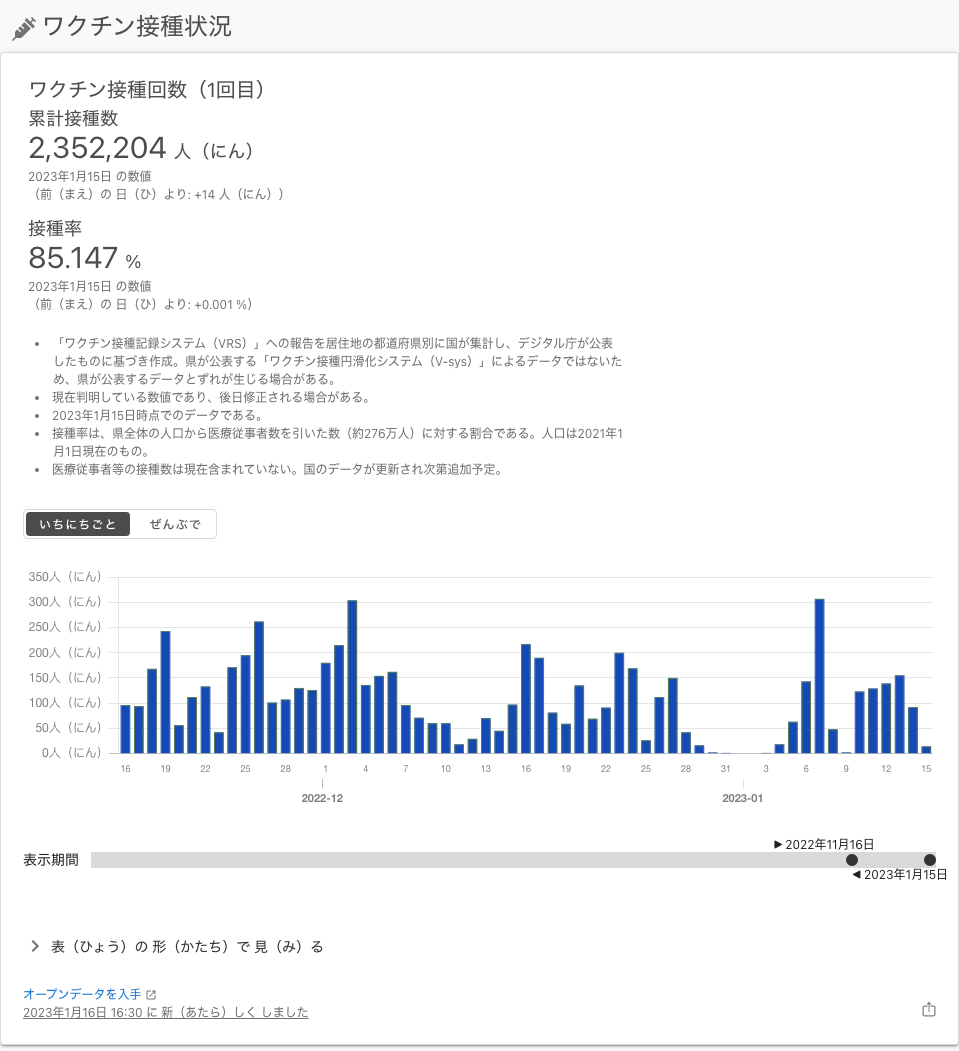 ワクチン接種状況
ワクチン接種回数（1回目）
累計接種数
2,352,204 人（にん）
2023年1月15日 の数値
（前（まえ）の 日（ひ）より: +14 人（にん））
接種率
85.147 %
2023年1月15日 の数値
（前（まえ）の 日（ひ）より: +0.001 %）
• 「ワクチン接種記録システム（VRS）」への報告を居住地の都道府県別に国が集計し、デジタル庁が公表
したものに基づき作成。県が公表する「ワクチン接種円滑化システム（V-sys）」によるデータではないた
め、県が公表するデータとずれが生じる場合がある。
• 現在判明している数値であり、後日修正される場合がある。
• 2023年1月15日時点でのデータである。
• 接種率は、県全体の人口から医療従事者数を引いた数（約276万人）に対する割合である。人口は2021年1
月1日現在のもの。
• 医療従事者等の接種数は現在含まれていない。国のデータが更新され次第追加予定。
いちにちごと ぜんぶで
350人（にん）
300人（にん）
250人（にん）
200人（にん）
150人（にん）
100人（にん）
50人（にん）
0人（にん）
16 19 22 25 28 1 4 7 10 13 16 19 22 25 28 31 3 6 9 12 15
2022-12 2023-01
▶ 2022年11月16日
表示期間
◀ 2023年1月15日
表（ひょう）の 形（かたち）で 見（み）る
オープンデータを入手
2023年1月16日 16:30 に 新（あたら）しく しました